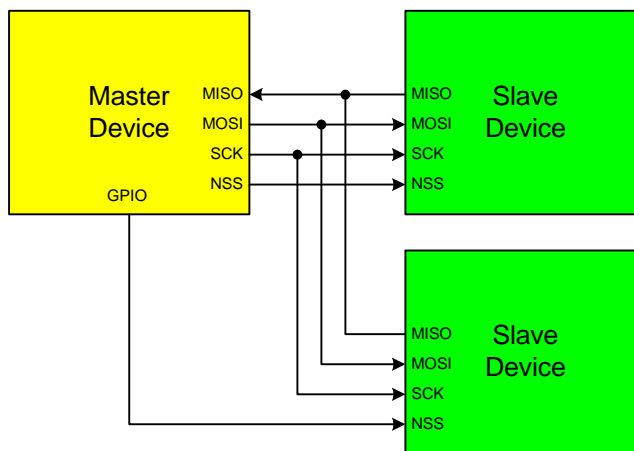 Master
Device
MISO
MOSI
SCK
NSS
GPIO
MISO
MOSI
SCK
NSS
Slave
Device
MISO
MOSI
SCK
NSS
Slave
Device